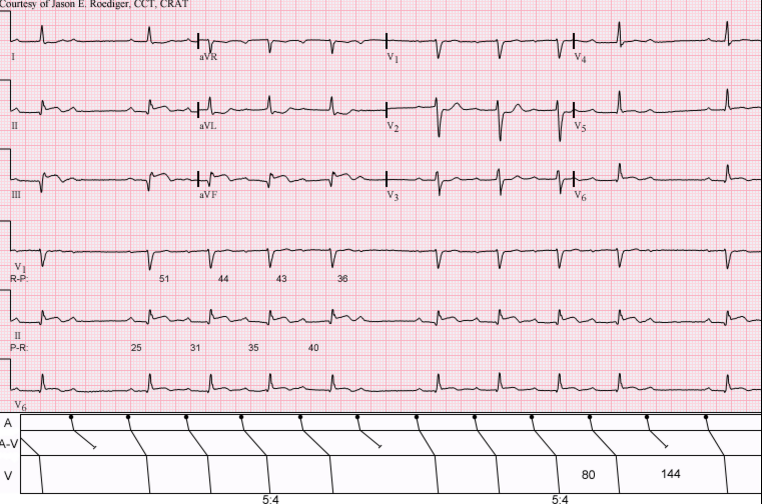 Courtesy of Jason E. Roediger, CCT, CRAT
I aVR V1 V4
II aVL V2 V5
III aVF V3 V6
V1
R-P: 51 44 43 36
II
P-R: 25 31 35 40
V6
A
A-V
V 80 144
5:4 5:4